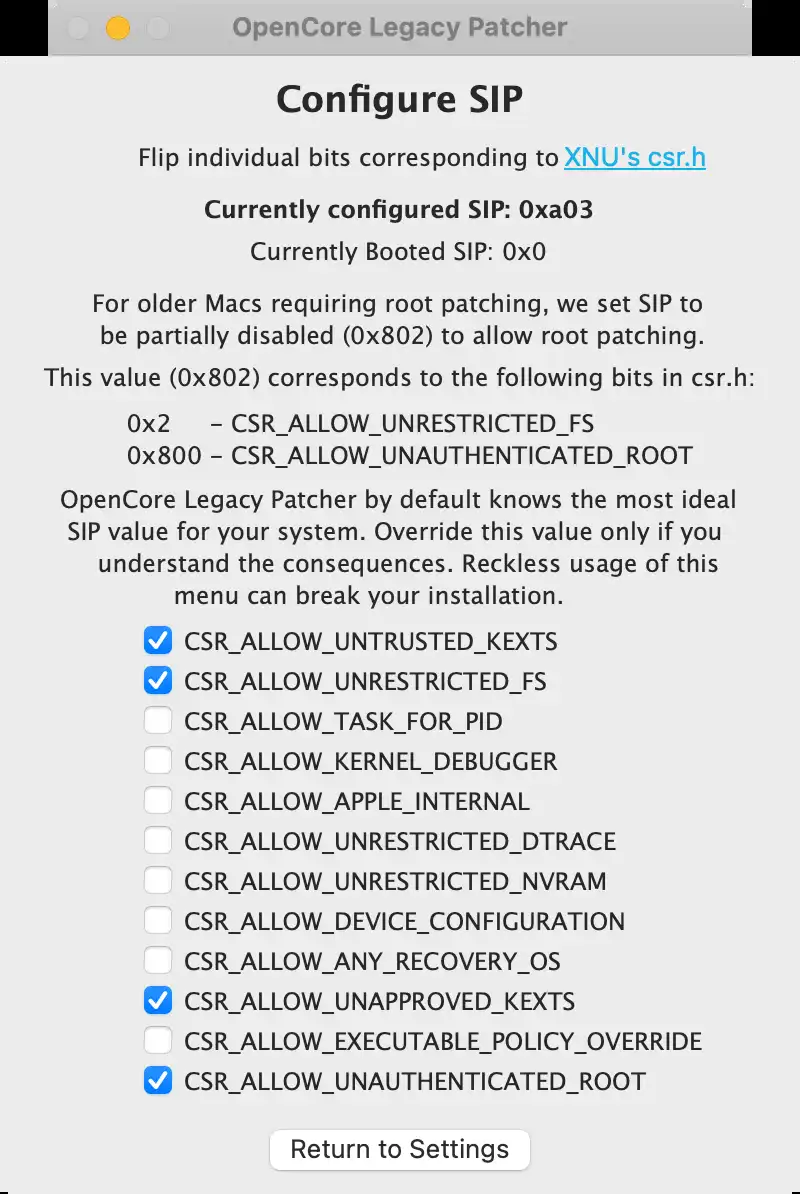 OpenCore Legacy Patcher
Configure SIP
Flip individual bits corresponding to XNU's csr.h
Currently configured SIP: 0xa03
Currently Booted SIP: 0x0
For older Macs requiring root patching, we set SIP to
be partially disabled (0x802) to allow root patching.
This value (0x802) corresponds to the following bits in csr.h:
0x2 – CSR_ALLOW_UNRESTRICTED_FS
0x800 – CSR_ALLOW_UNAUTHENTICATED_ROOT
OpenCore Legacy Patcher by default knows the most ideal
SIP value for your system. Override this value only if you
understand the consequences. Reckless usage of this
menu can break your installation.
CSR_ALLOW_UNTRUSTED_KEXTS
CSR_ALLOW_UNRESTRICTED_FS
CSR_ALLOW_TASK_FOR_PID
CSR_ALLOW_KERNEL_DEBUGGER
CSR_ALLOW_APPLE_INTERNAL
CSR_ALLOW_UNRESTRICTED_DTRACE
CSR_ALLOW_UNRESTRICTED_NVRAM
CSR_ALLOW_DEVICE_CONFIGURATION
CSR_ALLOW_ANY_RECOVERY_OS
CSR_ALLOW_UNAPPROVED_KEXTS
CSR_ALLOW_EXECUTABLE_POLICY_OVERRIDE
CSR_ALLOW_UNAUTHENTICATED_ROOT
Return to Settings